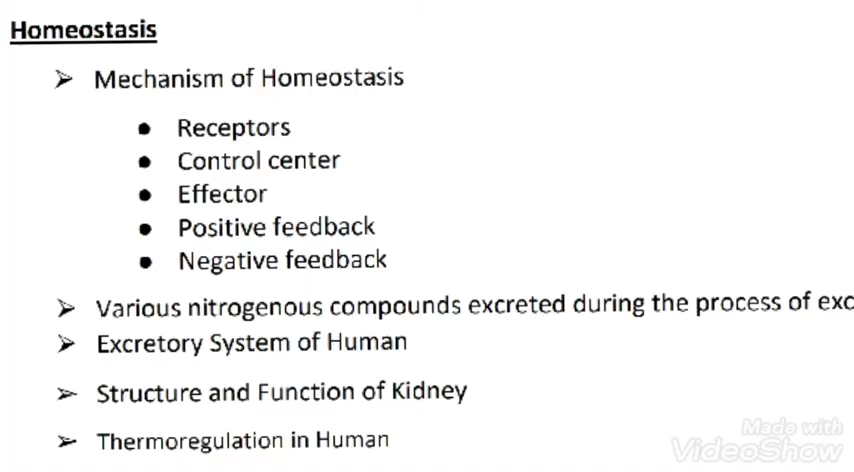 Homeostasis
➢ Mechanism of Homeostasis
● Receptors
● Control center
● Effector
● Positive feedback
● Negative feedback
➢ Various nitrogenous compounds excreted during the process of exc
➢ Excretory System of Human
➢ Structure and Function of Kidney
➢ Thermoregulation in Human
Made with
VideoShow